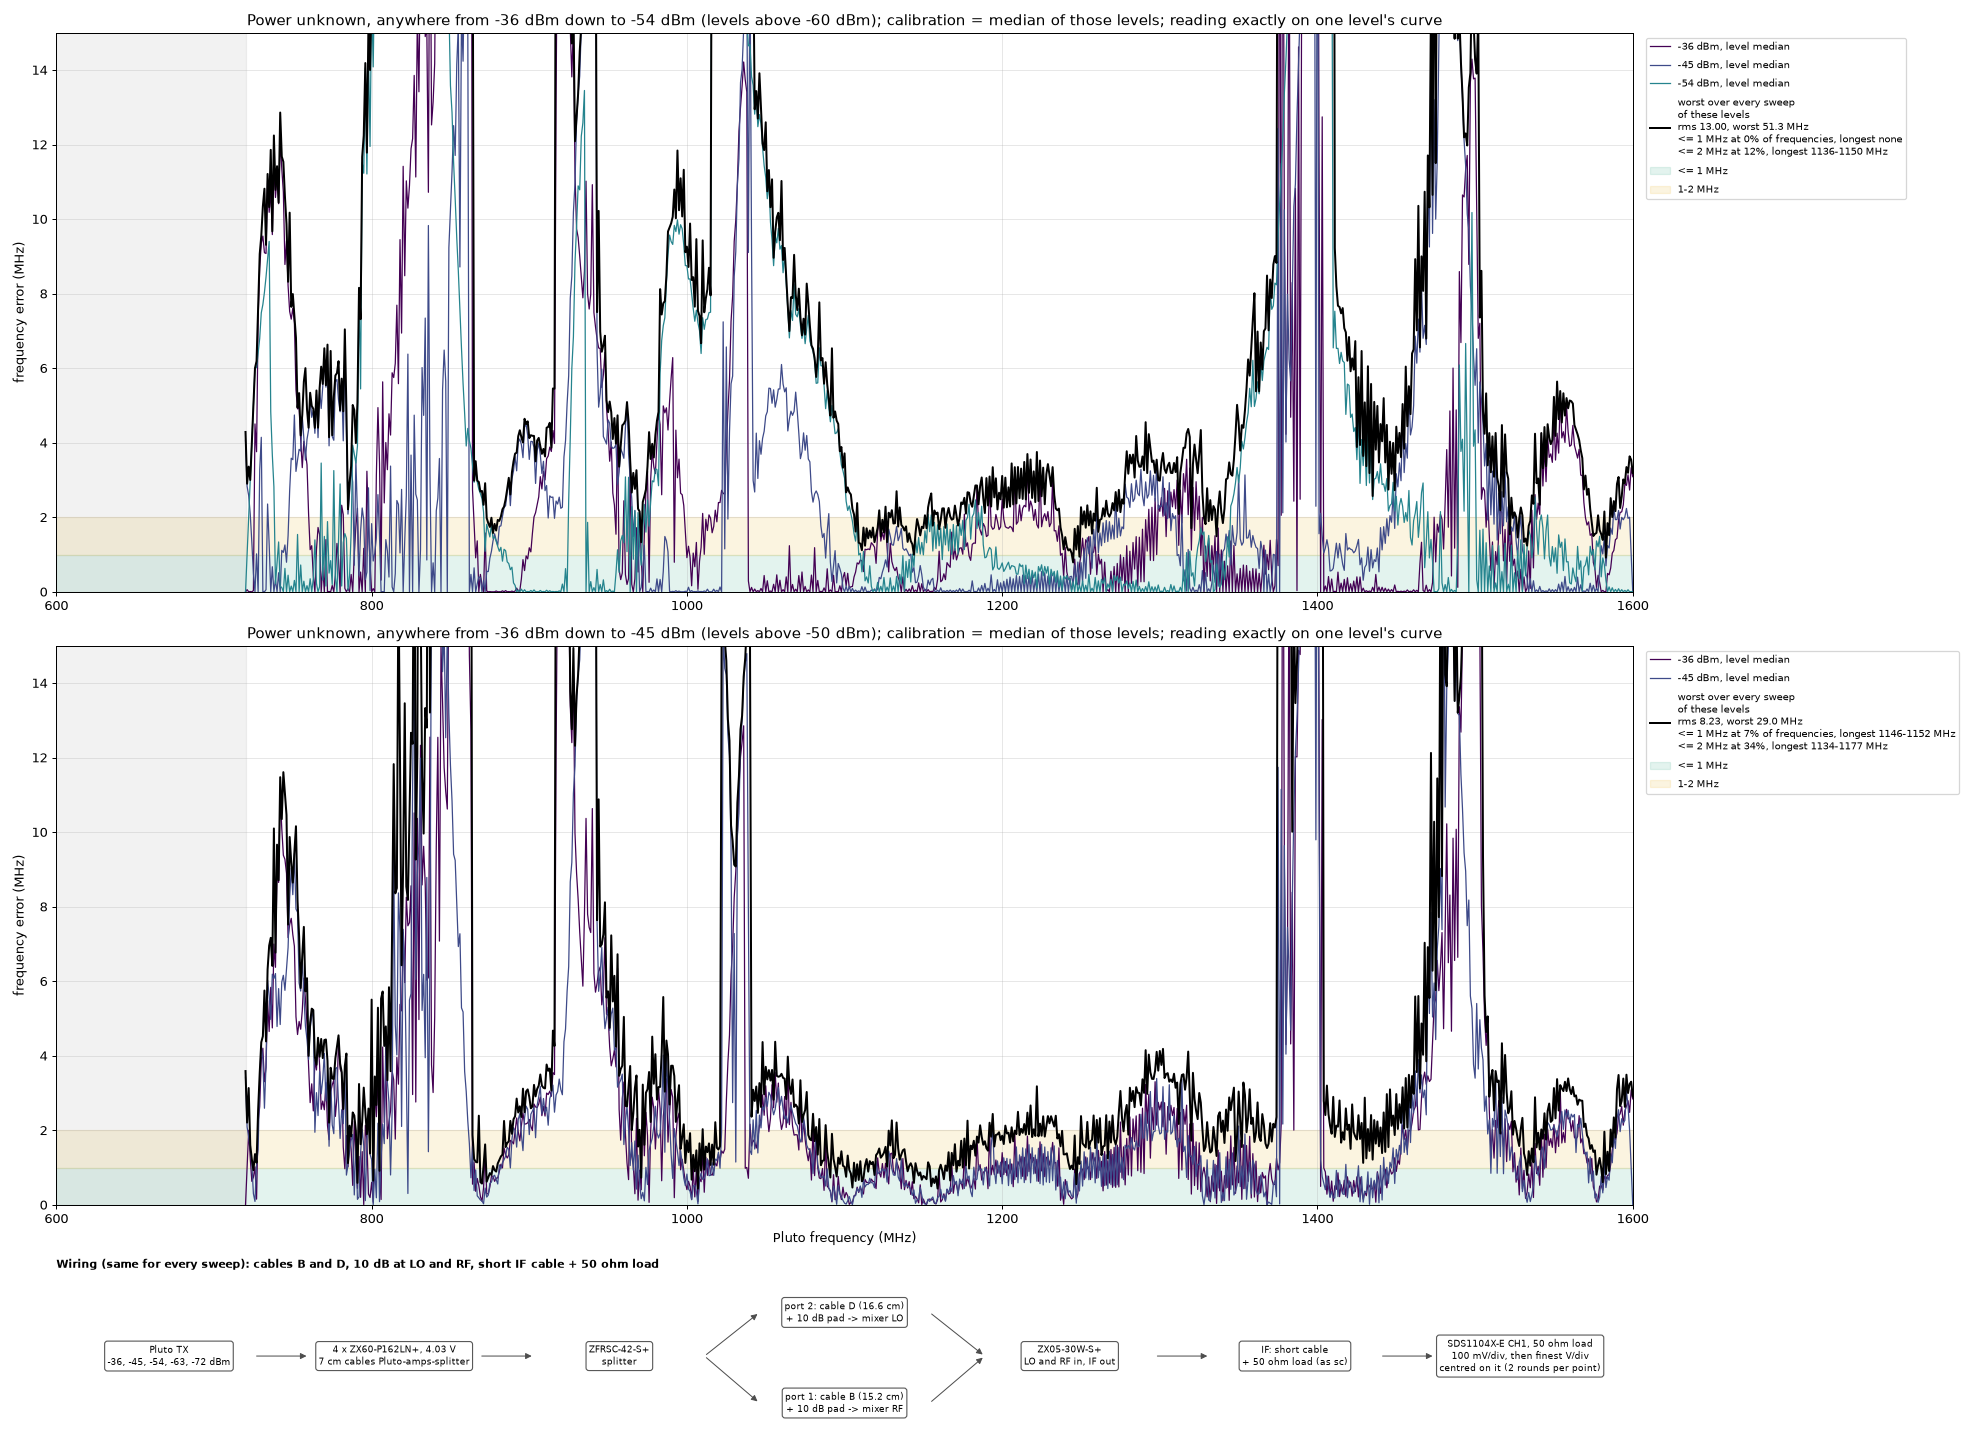 Power unknown, anywhere from -36 dBm down to -54 dBm (levels above -60 dBm); calibration = median of those levels; reading exactly on one level's curve
frequency error (MHz)
14
12
10
8
6
4
2
0
600
800
1000
1200
1400
1600
-36 dBm, level median
-45 dBm, level median
-54 dBm, level median
worst over every sweep
of these levels
rms 13.00, worst 51.3 MHz
<= 1 MHz at 0% of frequencies, longest none
<= 2 MHz at 12%, longest 1136-1150 MHz
<= 1 MHz
1-2 MHz
Power unknown, anywhere from -36 dBm down to -45 dBm (levels above -50 dBm); calibration = median of those levels; reading exactly on one level's curve
frequency error (MHz)
14
12
10
8
6
4
2
0
600
800
1000
1200
1400
1600
Pluto frequency (MHz)
-36 dBm, level median
-45 dBm, level median
worst over every sweep
of these levels
rms 8.23, worst 29.0 MHz
<= 1 MHz at 7% of frequencies, longest 1146-1152 MHz
<= 2 MHz at 34%, longest 1134-1177 MHz
<= 1 MHz
1-2 MHz
Wiring (same for every sweep): cables B and D, 10 dB at LO and RF, short IF cable + 50 ohm load
Pluto TX
-36, -45, -54, -63, -72 dBm
4 x ZX60-P162LN+, 4.03 V
7 cm cables Pluto-amps-splitter
ZFRSC-42-S+
splitter
port 2: cable D (16.6 cm)
+ 10 dB pad -> mixer LO
port 1: cable B (15.2 cm)
+ 10 dB pad -> mixer RF
ZX05-30W-S+
LO and RF in, IF out
IF: short cable
+ 50 ohm load (as sc)
SDS1104X-E CH1, 50 ohm load
100 mV/div, then finest V/div
centred on it (2 rounds per point)